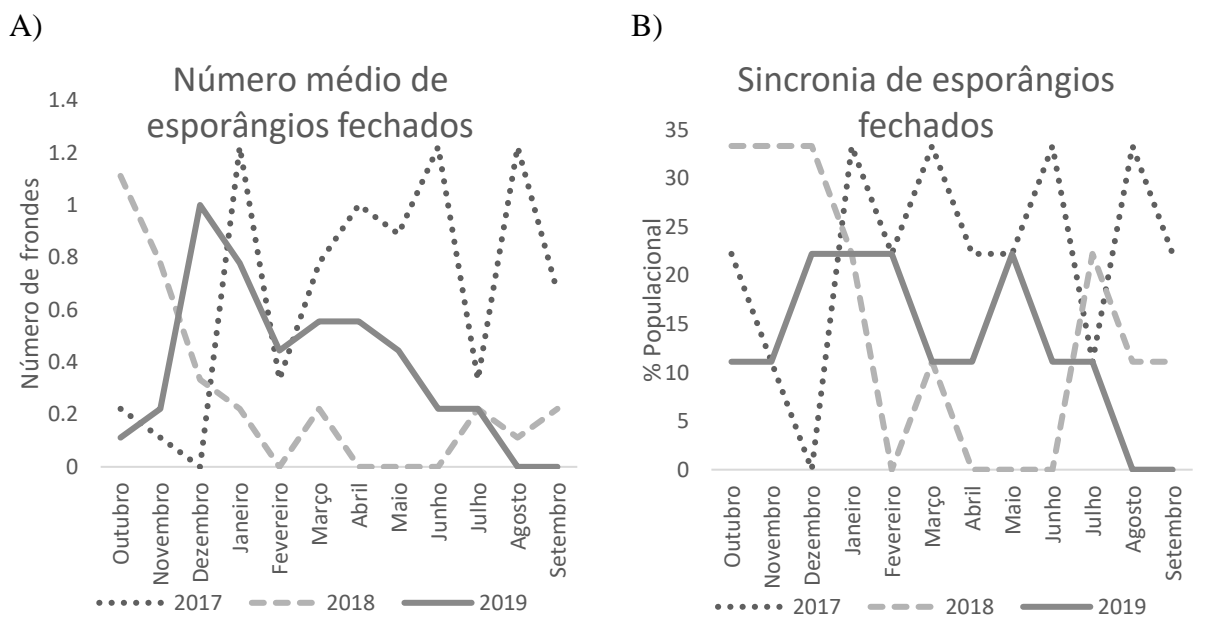 A)
Número médio de
esporângios fechados
Número de frondes
1.4
1.2
1
0.8
0.6
0.4
0.2
0
Outubro
Novembro
Dezembro
Janeiro
Fevereiro
Março
Abril
Maio
Junho
Julho
Agosto
Setembro
2017
2018
2019
B)
Sincronia de esporângios
fechados
% Populacional
35
30
25
20
15
10
5
0
Outubro
Novembro
Dezembro
Janeiro
Fevereiro
Março
Abril
Maio
Junho
Julho
Agosto
Setembro
2017
2018
2019